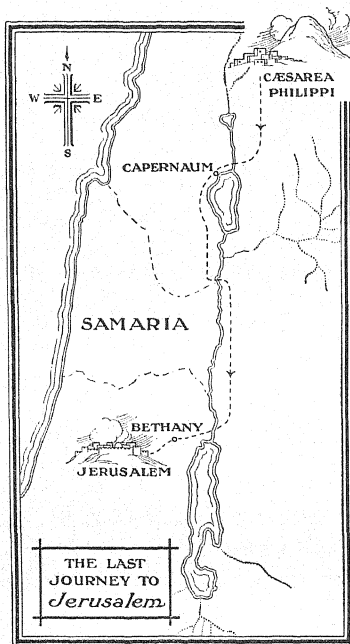 CÆSAREA
PHILIPPI
N
W E
S
CAPERNAUM
SAMARIA
BETHANY
JERUSALEM
THE LAST
JOURNEY TO
Jerusalem